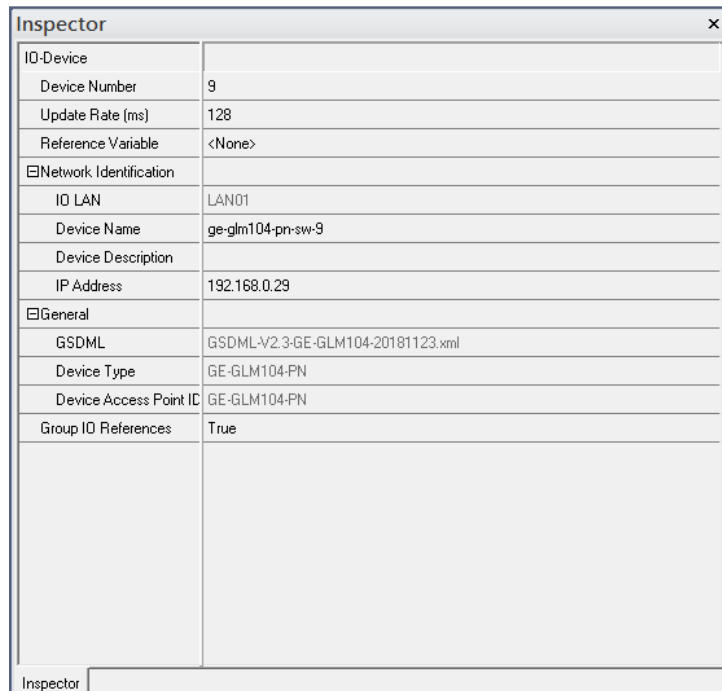 Inspector
IO-Device
Device Number 9
Update Rate (ms) 128
Reference Variable <None>
Network Identification
IO LAN LAN01
Device Name ge-glm104-pn-sw-9
Device Description
IP Address 192.168.0.29
General
GSDML GSDML-V2.3-GE-GLM104-20181123.xml
Device Type GE-GLM104-PN
Device Access Point ID GE-GLM104-PN
Group IO References True
Inspector